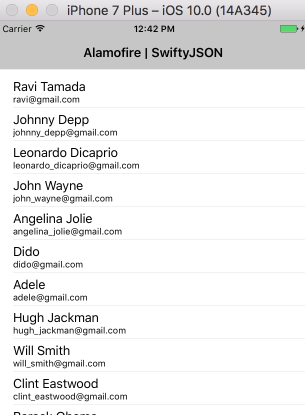 iPhone 7 Plus – iOS 10.0 (14A345)
Carrier 12:42 PM
Alamofire | SwiftyJSON
Ravi Tamada
ravi@gmail.com
Johnny Depp
johnny_depp@gmail.com
Leonardo Dicaprio
leonardo_dicaprio@gmail.com
John Wayne
john_wayne@gmail.com
Angelina Jolie
angelina_jolie@gmail.com
Dido
dido@gmail.com
Adele
adele@gmail.com
Hugh Jackman
hugh_jackman@gmail.com
Will Smith
will_smith@gmail.com
Clint Eastwood
clint_eastwood@gmail.com